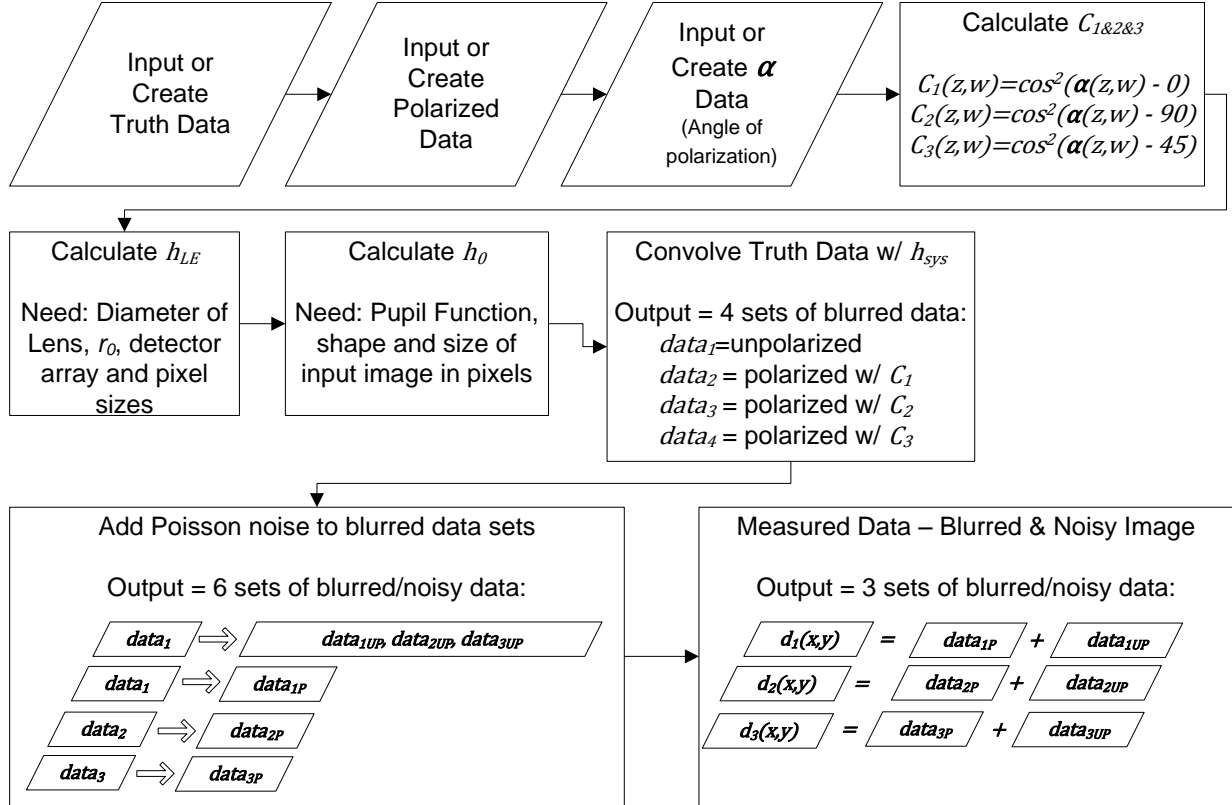 Input or
Create
Truth Data
Input or
Create
Polarized
Data
Input or
Create α
Data
(Angle of
polarization)
Calculate C1&2&3
C1(z,w)=cos²(α(z,w) - 0)
C2(z,w)=cos²(α(z,w) - 90)
C3(z,w)=cos²(α(z,w) - 45)
Calculate hLE
Need: Diameter of
Lens, r0, detector
array and pixel
sizes
Calculate h0
Need: Pupil Function,
shape and size of
input image in pixels
Convolve Truth Data w/ hsys
Output = 4 sets of blurred data:
data1=unpolarized
data2 = polarized w/ C1
data3 = polarized w/ C2
data4 = polarized w/ C3
Add Poisson noise to blurred data sets
Output = 6 sets of blurred/noisy data:
data1 data1UP, data2UP, data3UP
data1 data1P
data2 data2P
data3 data3P
Measured Data – Blurred & Noisy Image
Output = 3 sets of blurred/noisy data:
d1(x,y) = data1P + data1UP
d2(x,y) = data2P + data2UP
d3(x,y) = data3P + data3UP